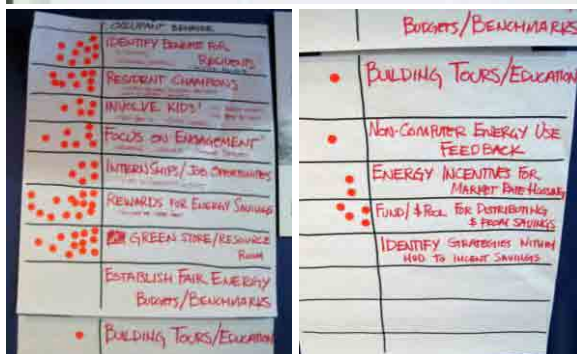 OCCUPANT BEHAVIOR
IDENTIFY BENEFITS FOR
RESIDENTS
RESIDENT CHAMPIONS
INVOLVE KIDS!
FOCUS ON ENGAGEMENT
INTERNSHIPS/JOB OPPORTUNITIES
REWARDS FOR ENERGY SAVINGS
GREEN STORE/RESOURCE
ROOM
ESTABLISH FAIR ENERGY
BUDGETS/BENCHMARKS
BUILDING TOURS/EDUCATION
BUDGETS/BENCHMARKS
BUILDING TOURS/EDUCATION
NON-COMPUTER ENERGY USE
FEEDBACK
ENERGY INCENTIVES FOR
MARKET RATE HOUSING
FUND/$ POOL FOR DISTRIBUTING
$ FROM SAVINGS
IDENTIFY STRATEGIES WITHIN
HUD TO INCENT SAVINGS